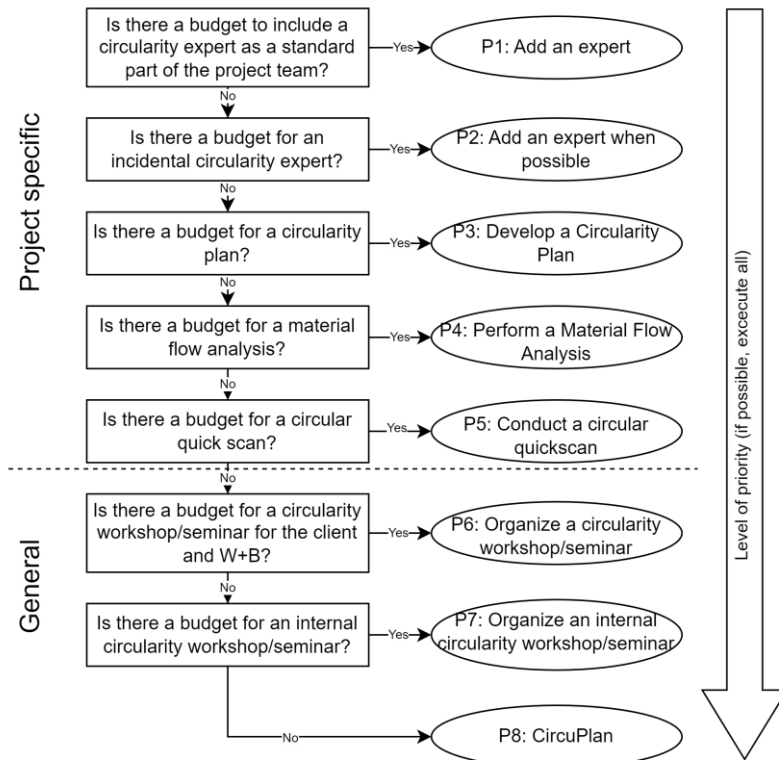 Is there a budget to include a
circularity expert as a standard
part of the project team?
Yes
P1: Add an expert
No
Is there a budget for an
incidental circularity expert?
Yes
P2: Add an expert when
possible
No
Is there a budget for a circularity
plan?
Yes
P3: Develop a Circularity
Plan
No
Is there a budget for a material
flow analysis?
Yes
P4: Perform a Material Flow
Analysis
No
Is there a budget for a circular
quick scan?
Yes
P5: Conduct a circular
quickscan
Project specific
No
Is there a budget for a circularity
workshop/seminar for the client
and W+B?
Yes
P6: Organize a circularity
workshop/seminar
No
Is there a budget for an internal
circularity workshop/seminar?
Yes
P7: Organize an internal
circularity workshop/seminar
No
P8: CircuPlan
General
Level of priority (if possible, excecute all)